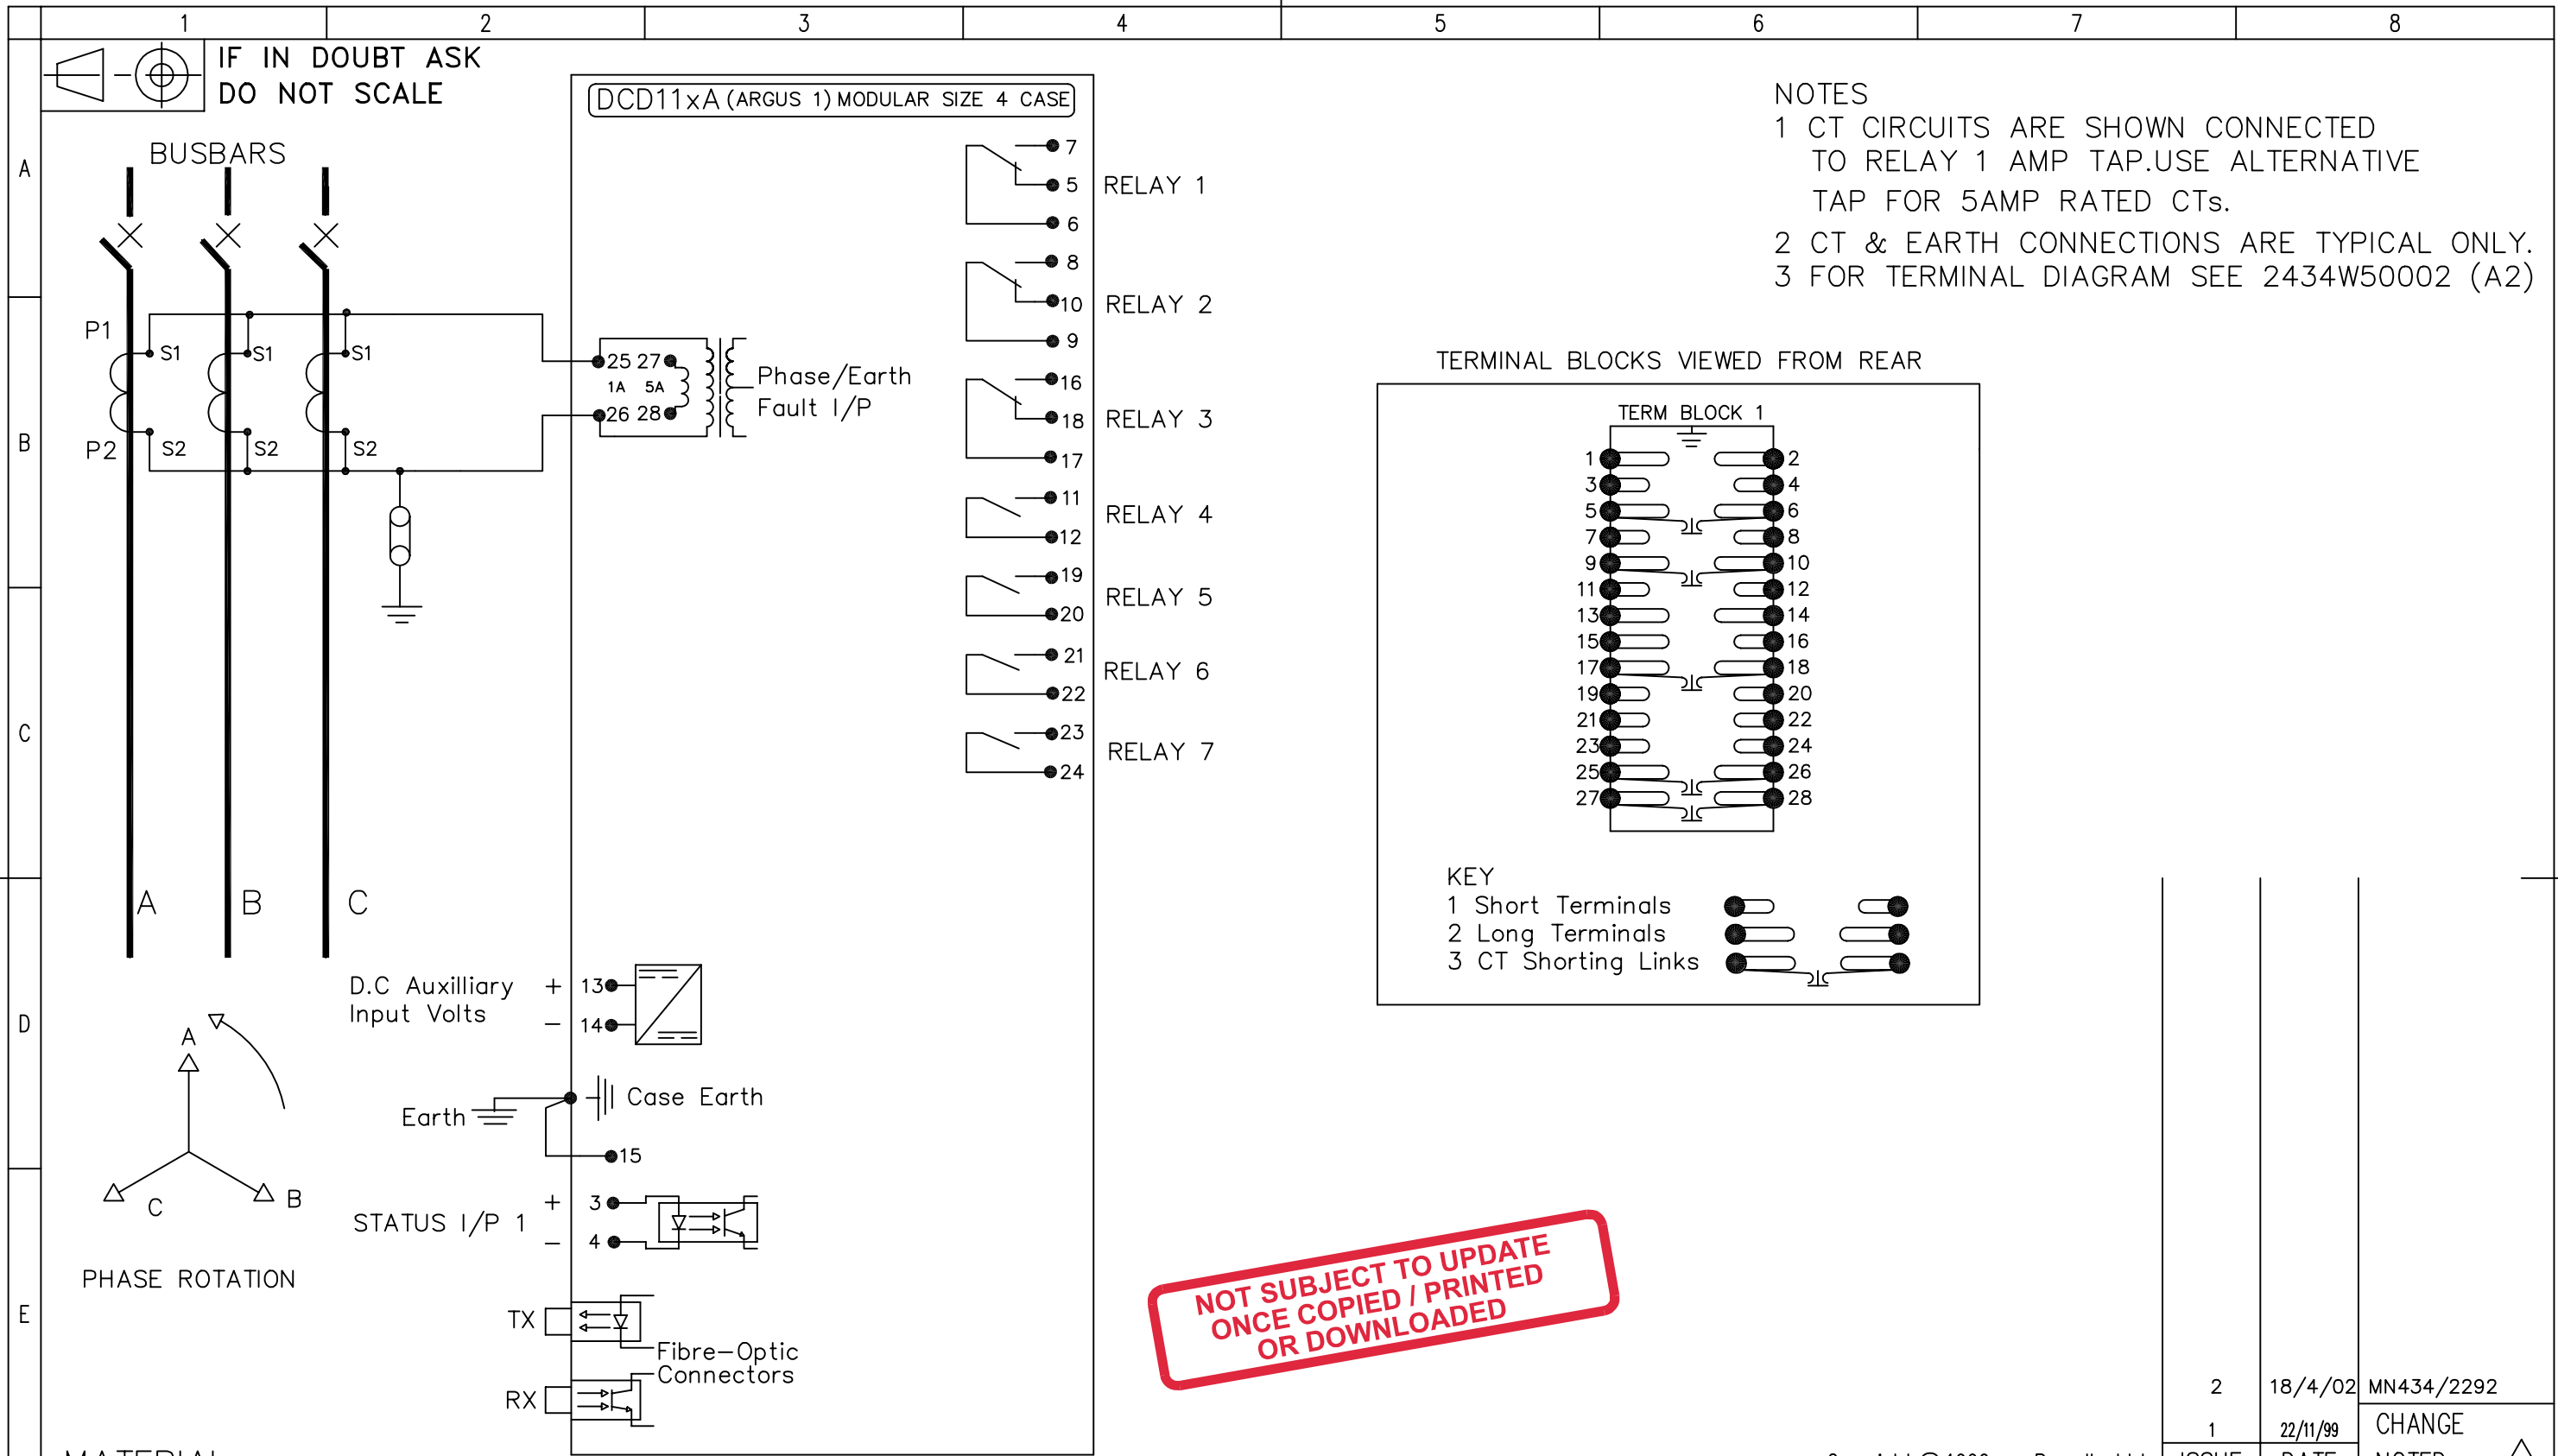 1 2 3 4 5 6 7 8
IF IN DOUBT ASK
DO NOT SCALE
A
B
C
D
E
BUSBARS
P1
P2
S1
S1
S1
S2
S2
S2
A
B
C
DCD11xA (ARGUS 1) MODULAR SIZE 4 CASE
25 27
1A 5A
26 28
Phase/Earth
Fault I/P
7
5
6
RELAY 1
8
10
9
RELAY 2
16
18
17
RELAY 3
11
12
RELAY 4
19
20
RELAY 5
21
22
RELAY 6
23
24
RELAY 7
D.C Auxilliary
Input Volts
+ 13
– 14
Earth
Case Earth
15
STATUS I/P 1
+ 3
– 4
TX
RX
Fibre–Optic
Connectors
A
B
C
PHASE ROTATION
NOTES
1 CT CIRCUITS ARE SHOWN CONNECTED
TO RELAY 1 AMP TAP.USE ALTERNATIVE
TAP FOR 5AMP RATED CTs.
2 CT & EARTH CONNECTIONS ARE TYPICAL ONLY.
3 FOR TERMINAL DIAGRAM SEE 2434W50002 (A2)
TERMINAL BLOCKS VIEWED FROM REAR
TERM BLOCK 1
1 2
3 4
5 6
7 8
9 10
11 12
13 14
15 16
17 18
19 20
21 22
23 24
25 26
27 28
KEY
1 Short Terminals
2 Long Terminals
3 CT Shorting Links
NOT SUBJECT TO UPDATE
ONCE COPIED / PRINTED
OR DOWNLOADED
2 18/4/02 MN434/2292
1 22/11/99 CHANGE
ISSUE DATE NOTED
MATERIAL